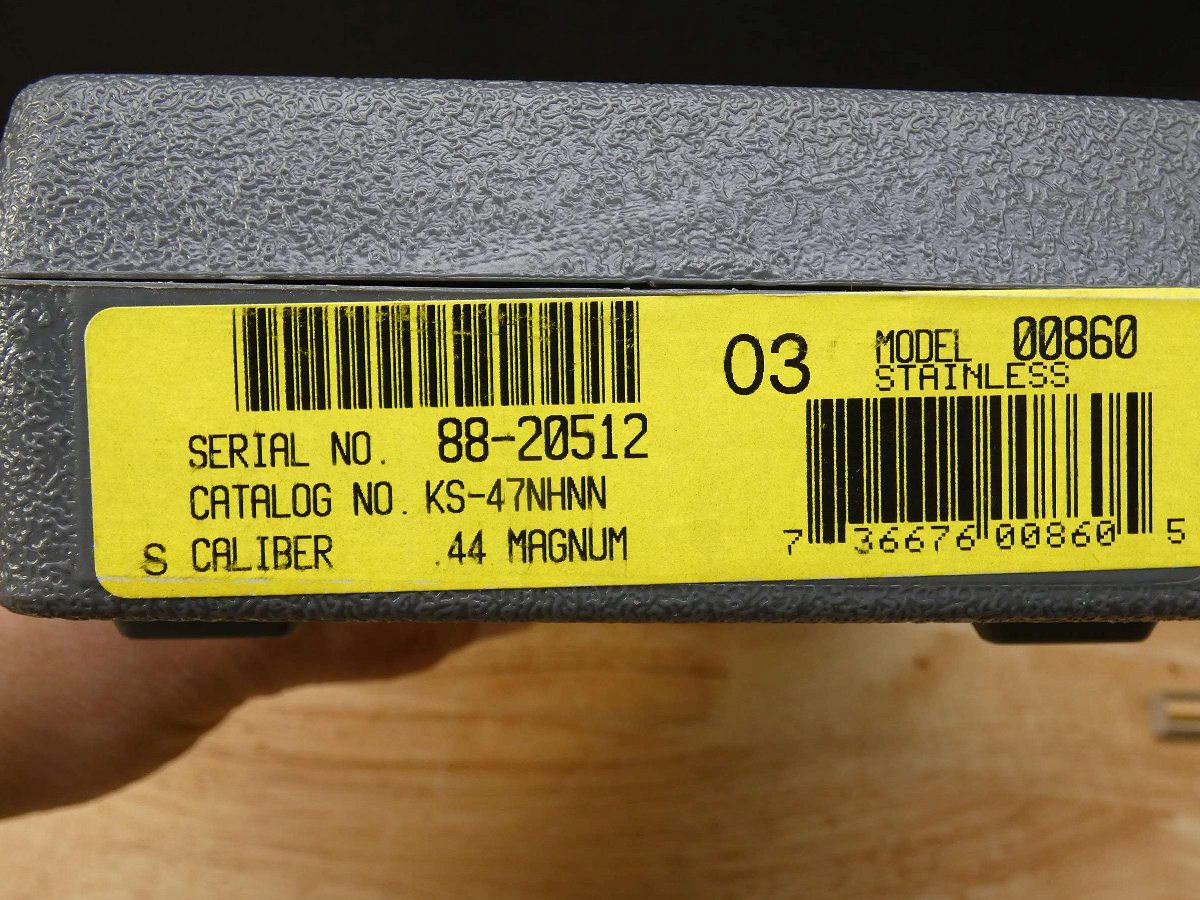 SERIAL NO. 88-20512
CATALOG NO. KS-47NHNN
S CALIBER .44 MAGNUM
03
MODEL 00860
STAINLESS
7 36676 00860 5